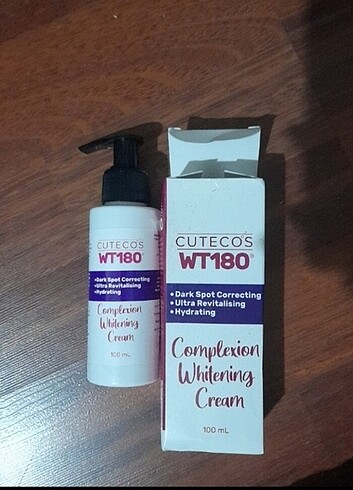 CUTECOS
WT180®
• Dark Spot Correcting
• Ultra Revitalising
• Hydrating
Complexion
Whitening
Cream
100 mL
CUTECOS
WT180®
• Dark Spot Correcting
• Ultra Revitalising
• Hydrating
Complexion
Whitening
Cream
100 mL